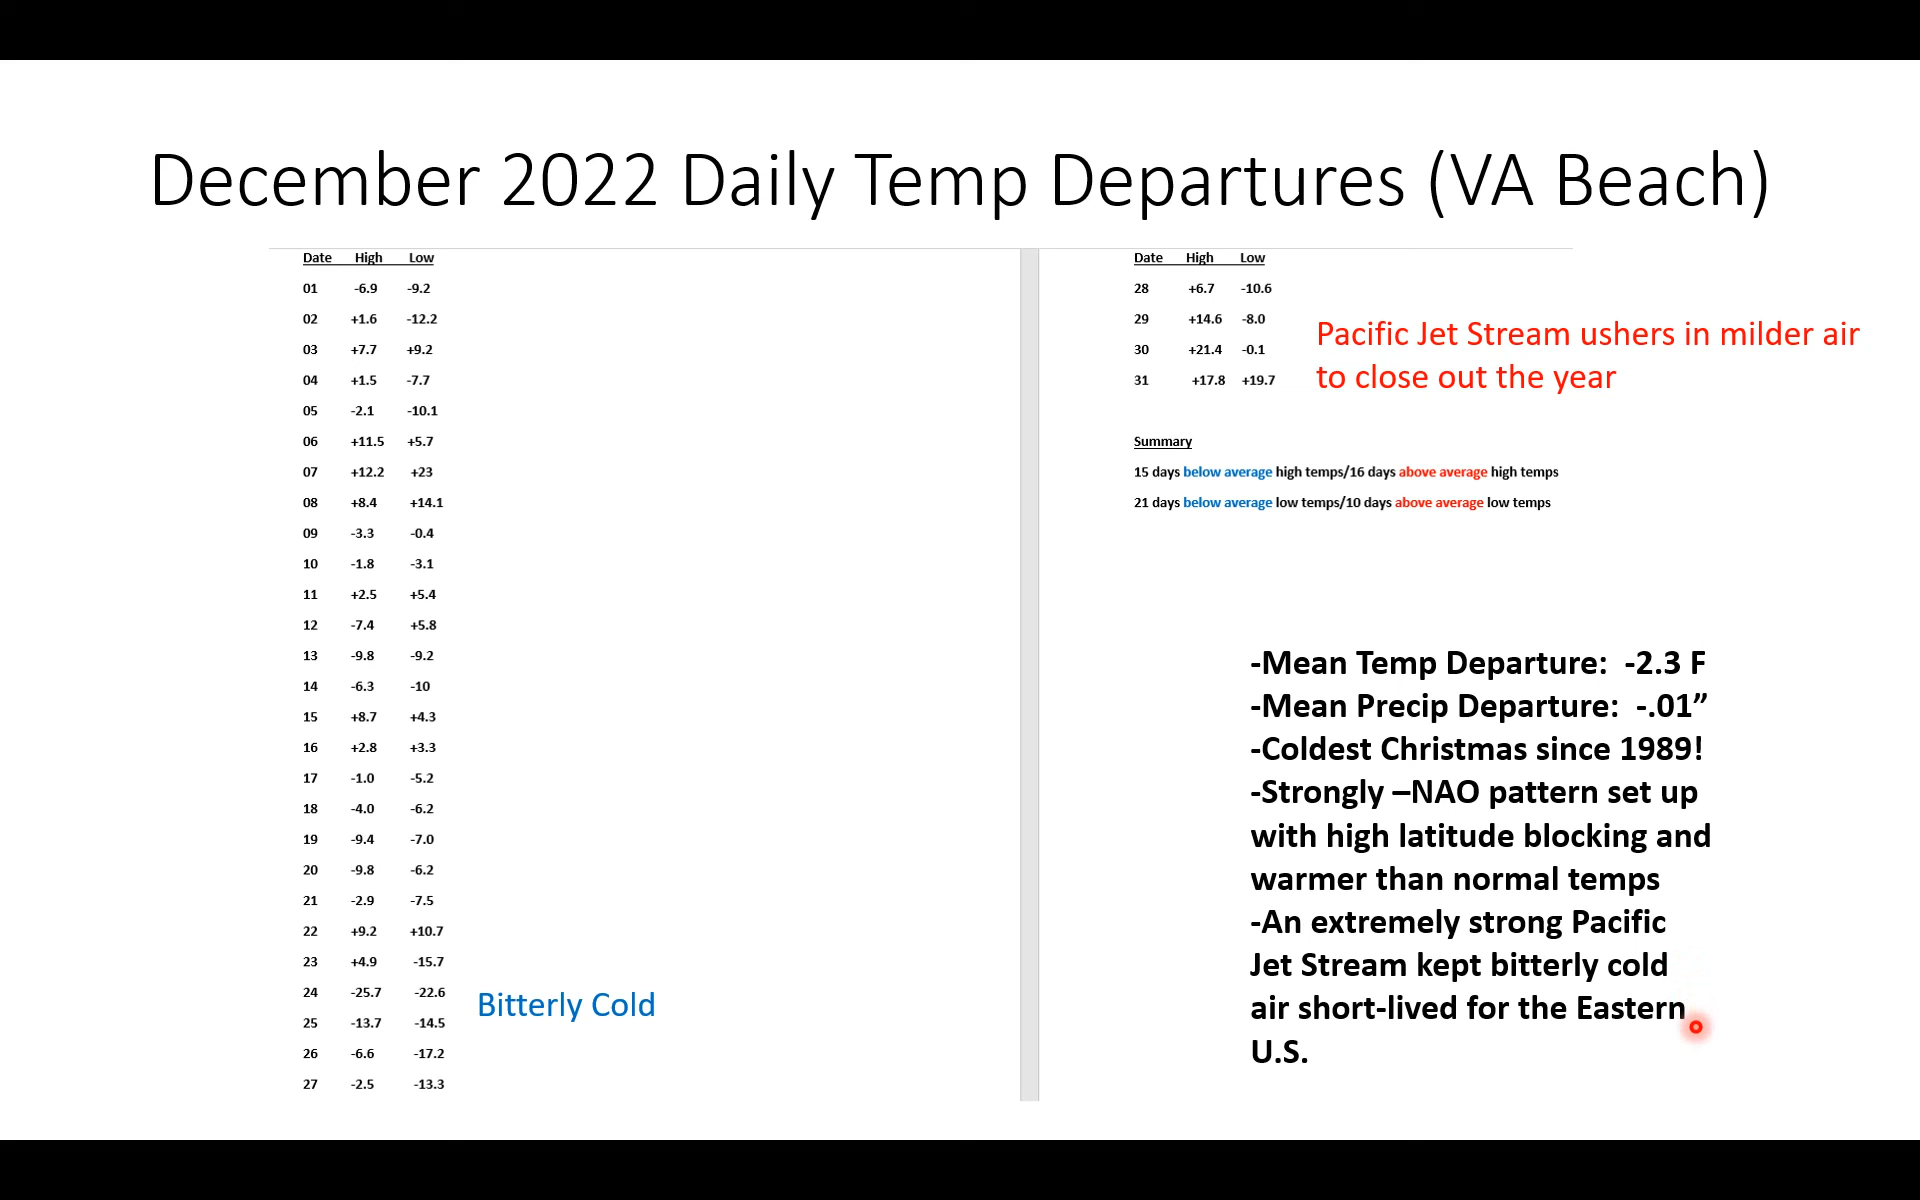 December 2022 Daily Temp Departures (VA Beach)
Date High Low
01 -6.9 -9.2
02 +1.6 -12.2
03 +7.7 +9.2
04 +1.5 -7.7
05 -2.1 -10.1
06 +11.5 +5.7
07 +12.2 +23
08 +8.4 +14.1
09 -3.3 -0.4
10 -1.8 -3.1
11 +2.5 +5.4
12 -7.4 +5.8
13 -9.8 -9.2
14 -6.3 -10
15 +8.7 +4.3
16 +2.8 +3.3
17 -1.0 -5.2
18 -4.0 -6.2
19 -9.4 -7.0
20 -9.8 -6.2
21 -2.9 -7.5
22 +9.2 +10.7
23 +4.9 -15.7
24 -25.7 -22.6
25 -13.7 -14.5
26 -6.6 -17.2
27 -2.5 -13.3
Bitterly Cold
Date High Low
28 +6.7 -10.6
29 +14.6 -8.0
30 +21.4 -0.1
31 +17.8 +19.7
Pacific Jet Stream ushers in milder air
to close out the year
Summary
15 days below average high temps/16 days above average high temps
21 days below average low temps/10 days above average low temps
-Mean Temp Departure:  -2.3 F
-Mean Precip Departure:  -.01”
-Coldest Christmas since 1989!
-Strongly –NAO pattern set up
with high latitude blocking and
warmer than normal temps
-An extremely strong Pacific
Jet Stream kept bitterly cold
air short-lived for the Eastern
U.S.